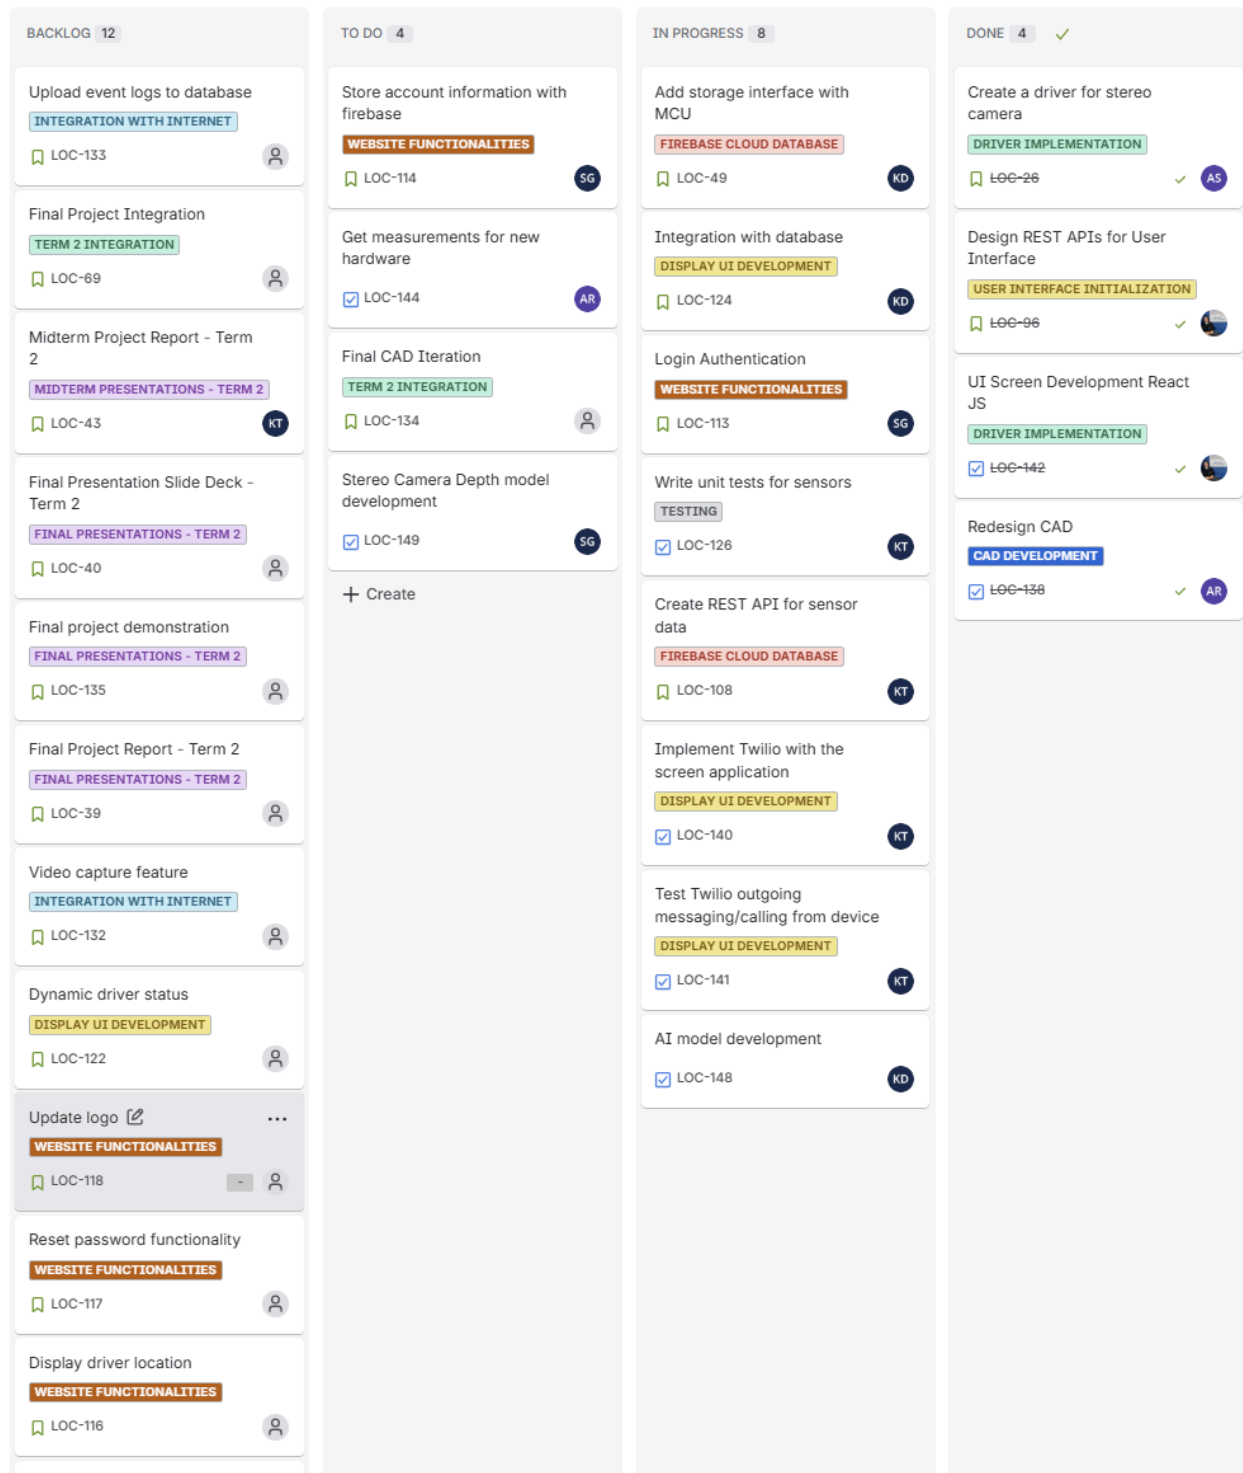 BACKLOG 12
Upload event logs to database
INTEGRATION WITH INTERNET
LOC-133
Final Project Integration
TERM 2 INTEGRATION
LOC-69
Midterm Project Report - Term
2
MIDTERM PRESENTATIONS - TERM 2
LOC-43
KT
Final Presentation Slide Deck -
Term 2
FINAL PRESENTATIONS - TERM 2
LOC-40
Final project demonstration
FINAL PRESENTATIONS - TERM 2
LOC-135
Final Project Report - Term 2
FINAL PRESENTATIONS - TERM 2
LOC-39
Video capture feature
INTEGRATION WITH INTERNET
LOC-132
Dynamic driver status
DISPLAY UI DEVELOPMENT
LOC-122
Update logo
WEBSITE FUNCTIONALITIES
LOC-118
-
Reset password functionality
WEBSITE FUNCTIONALITIES
LOC-117
Display driver location
WEBSITE FUNCTIONALITIES
LOC-116
TO DO 4
Store account information with
firebase
WEBSITE FUNCTIONALITIES
LOC-114
SG
Get measurements for new
hardware
LOC-144
AR
Final CAD Iteration
TERM 2 INTEGRATION
LOC-134
Stereo Camera Depth model
development
LOC-149
SG
+ Create
IN PROGRESS 8
Add storage interface with
MCU
FIREBASE CLOUD DATABASE
LOC-49
KD
Integration with database
DISPLAY UI DEVELOPMENT
LOC-124
KD
Login Authentication
WEBSITE FUNCTIONALITIES
LOC-113
SG
Write unit tests for sensors
TESTING
LOC-126
KT
Create REST API for sensor
data
FIREBASE CLOUD DATABASE
LOC-108
KT
Implement Twilio with the
screen application
DISPLAY UI DEVELOPMENT
LOC-140
KT
Test Twilio outgoing
messaging/calling from device
DISPLAY UI DEVELOPMENT
LOC-141
KT
AI model development
LOC-148
KD
DONE 4
Create a driver for stereo
camera
DRIVER IMPLEMENTATION
LOC-26
AS
Design REST APIs for User
Interface
USER INTERFACE INITIALIZATION
LOC-96
UI Screen Development React
JS
DRIVER IMPLEMENTATION
LOC-142
Redesign CAD
CAD DEVELOPMENT
LOC-138
AR